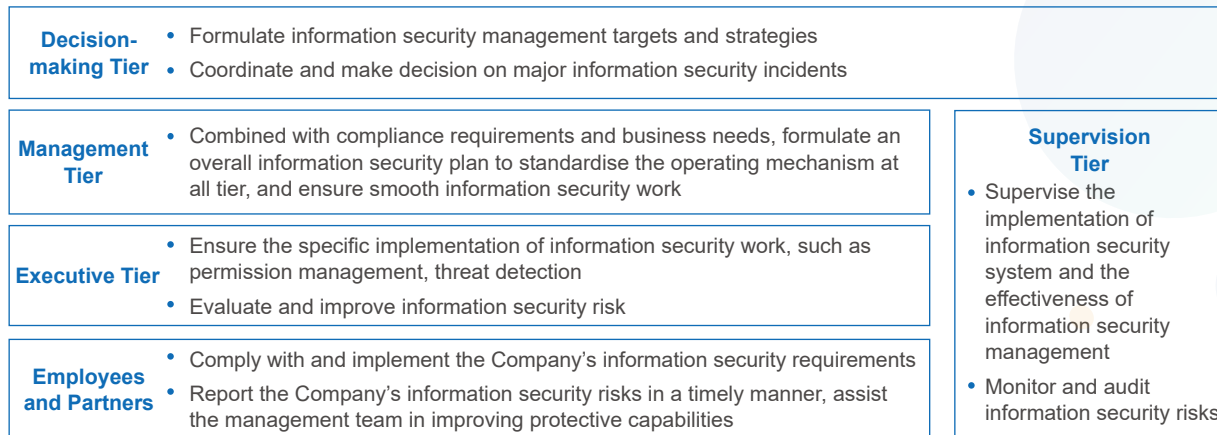 Decision-
making Tier
• Formulate information security management targets and strategies
• Coordinate and make decision on major information security incidents
Management
Tier
• Combined with compliance requirements and business needs, formulate an
overall information security plan to standardise the operating mechanism at
all tier, and ensure smooth information security work
Executive Tier
• Ensure the specific implementation of information security work, such as
permission management, threat detection
• Evaluate and improve information security risk
Employees
and Partners
• Comply with and implement the Company’s information security requirements
• Report the Company’s information security risks in a timely manner, assist
the management team in improving protective capabilities
Supervision
Tier
• Supervise the
implementation of
information security
system and the
effectiveness of
information security
management
• Monitor and audit
information security risks